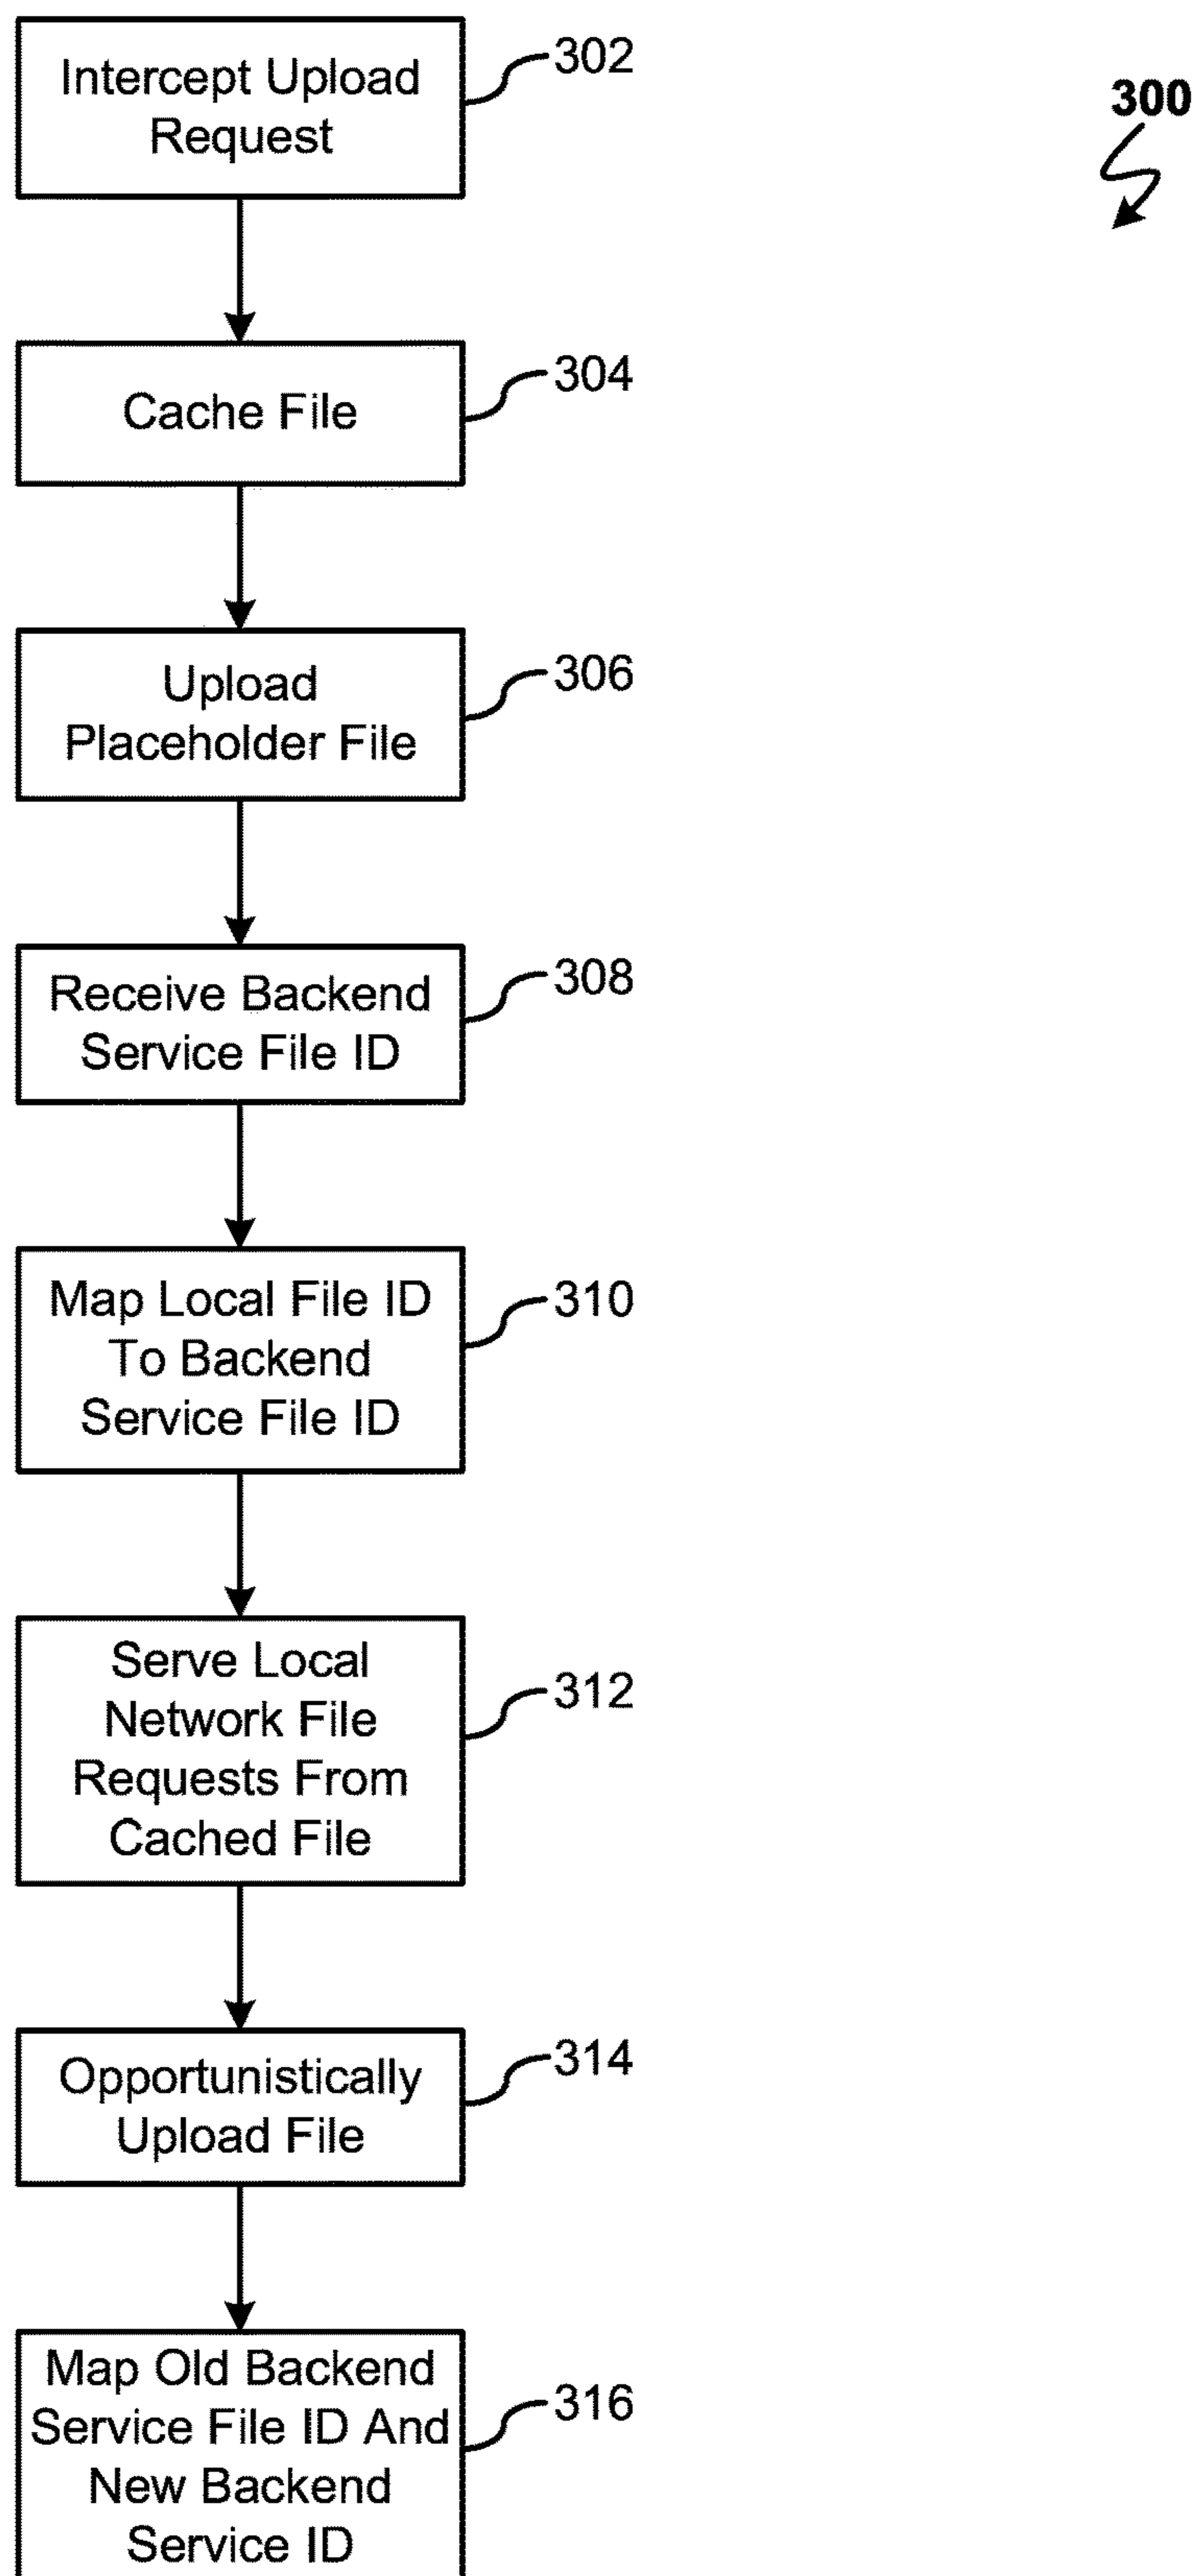 Intercept Upload
Request
302
300
Cache File
304
Upload
Placeholder File
306
Receive Backend
Service File ID
308
Map Local File ID
To Backend
Service File ID
310
Serve Local
Network File
Requests From
Cached File
312
Opportunistically
Upload File
314
Map Old Backend
Service File ID And
New Backend
Service ID
316